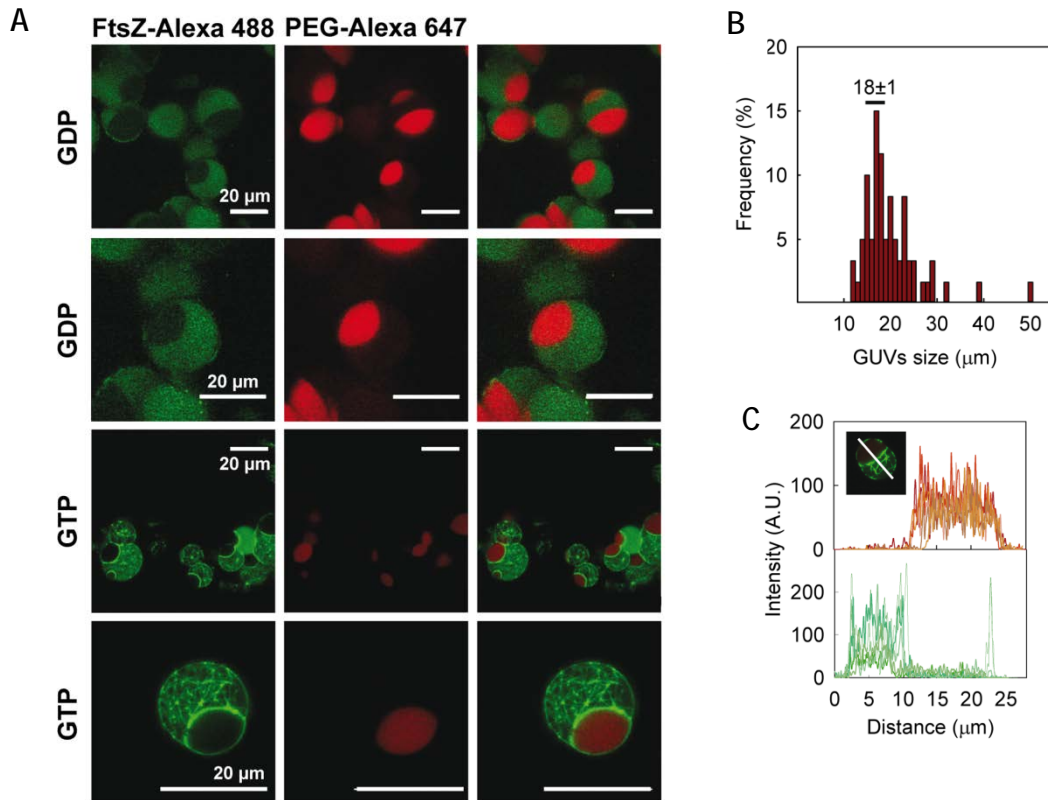 A
FtsZ-Alexa 488 PEG-Alexa 647
GDP
20 µm
GDP
20 µm
GTP
20 µm
GTP
20 µm
B
18±1
20
15
10
5
Frequency (%)
10 20 30 40 50
GUVs size (µm)
C
200
100
0
200
100
0
Intensity (A.U.)
0 5 10 15 20 25
Distance (µm)